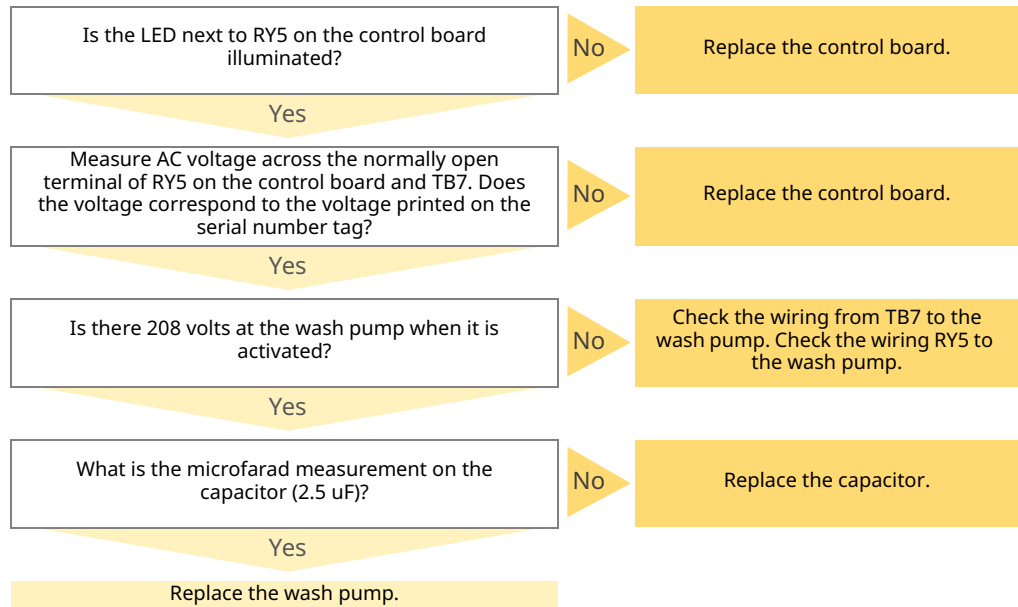 Is the LED next to RY5 on the control board
illuminated?
No
Replace the control board.
Yes
Measure AC voltage across the normally open
terminal of RY5 on the control board and TB7. Does
the voltage correspond to the voltage printed on the
serial number tag?
No
Replace the control board.
Yes
Is there 208 volts at the wash pump when it is
activated?
No
Check the wiring from TB7 to the
wash pump. Check the wiring RY5 to
the wash pump.
Yes
What is the microfarad measurement on the
capacitor (2.5 uF)?
No
Replace the capacitor.
Yes
Replace the wash pump.